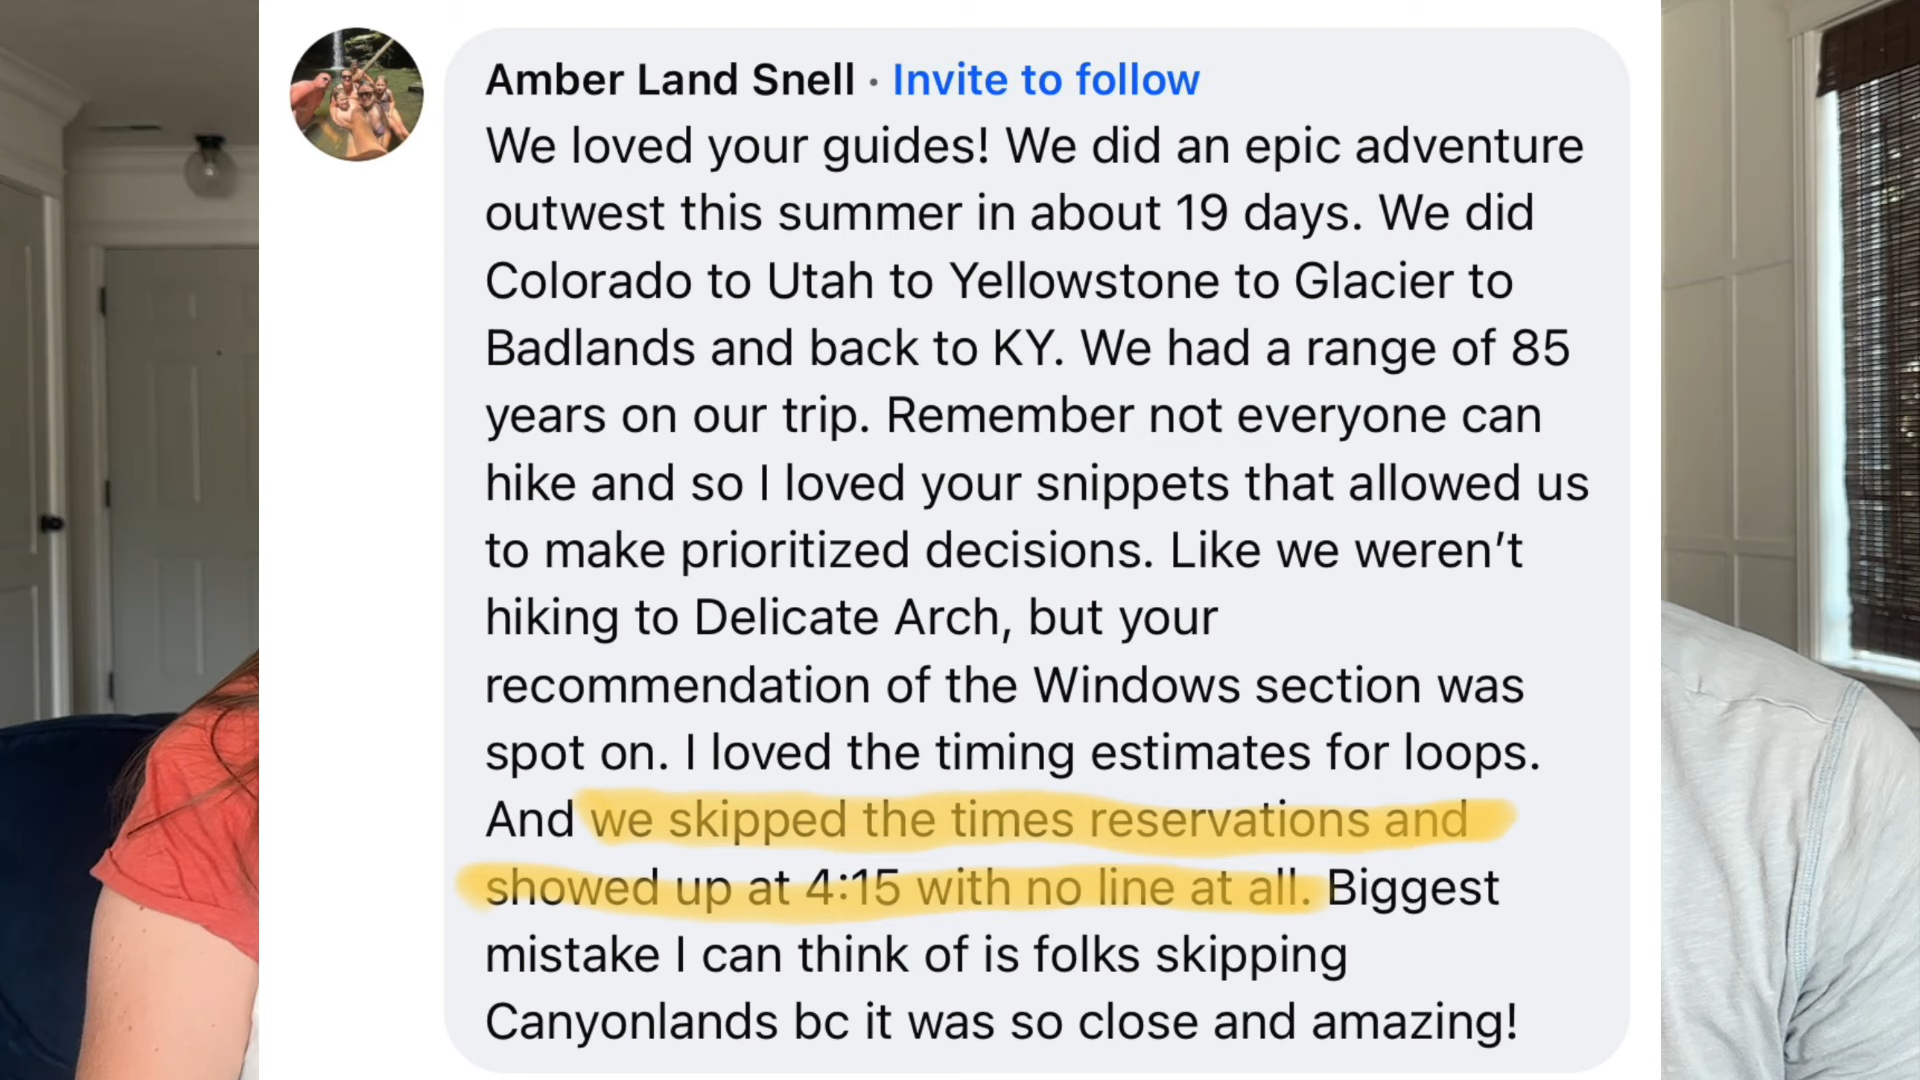 Amber Land Snell · Invite to follow
We loved your guides! We did an epic adventure
outwest this summer in about 19 days. We did
Colorado to Utah to Yellowstone to Glacier to
Badlands and back to KY. We had a range of 85
years on our trip. Remember not everyone can
hike and so I loved your snippets that allowed us
to make prioritized decisions. Like we weren’t
hiking to Delicate Arch, but your
recommendation of the Windows section was
spot on. I loved the timing estimates for loops.
And we skipped the times reservations and
showed up at 4:15 with no line at all. Biggest
mistake I can think of is folks skipping
Canyonlands bc it was so close and amazing!